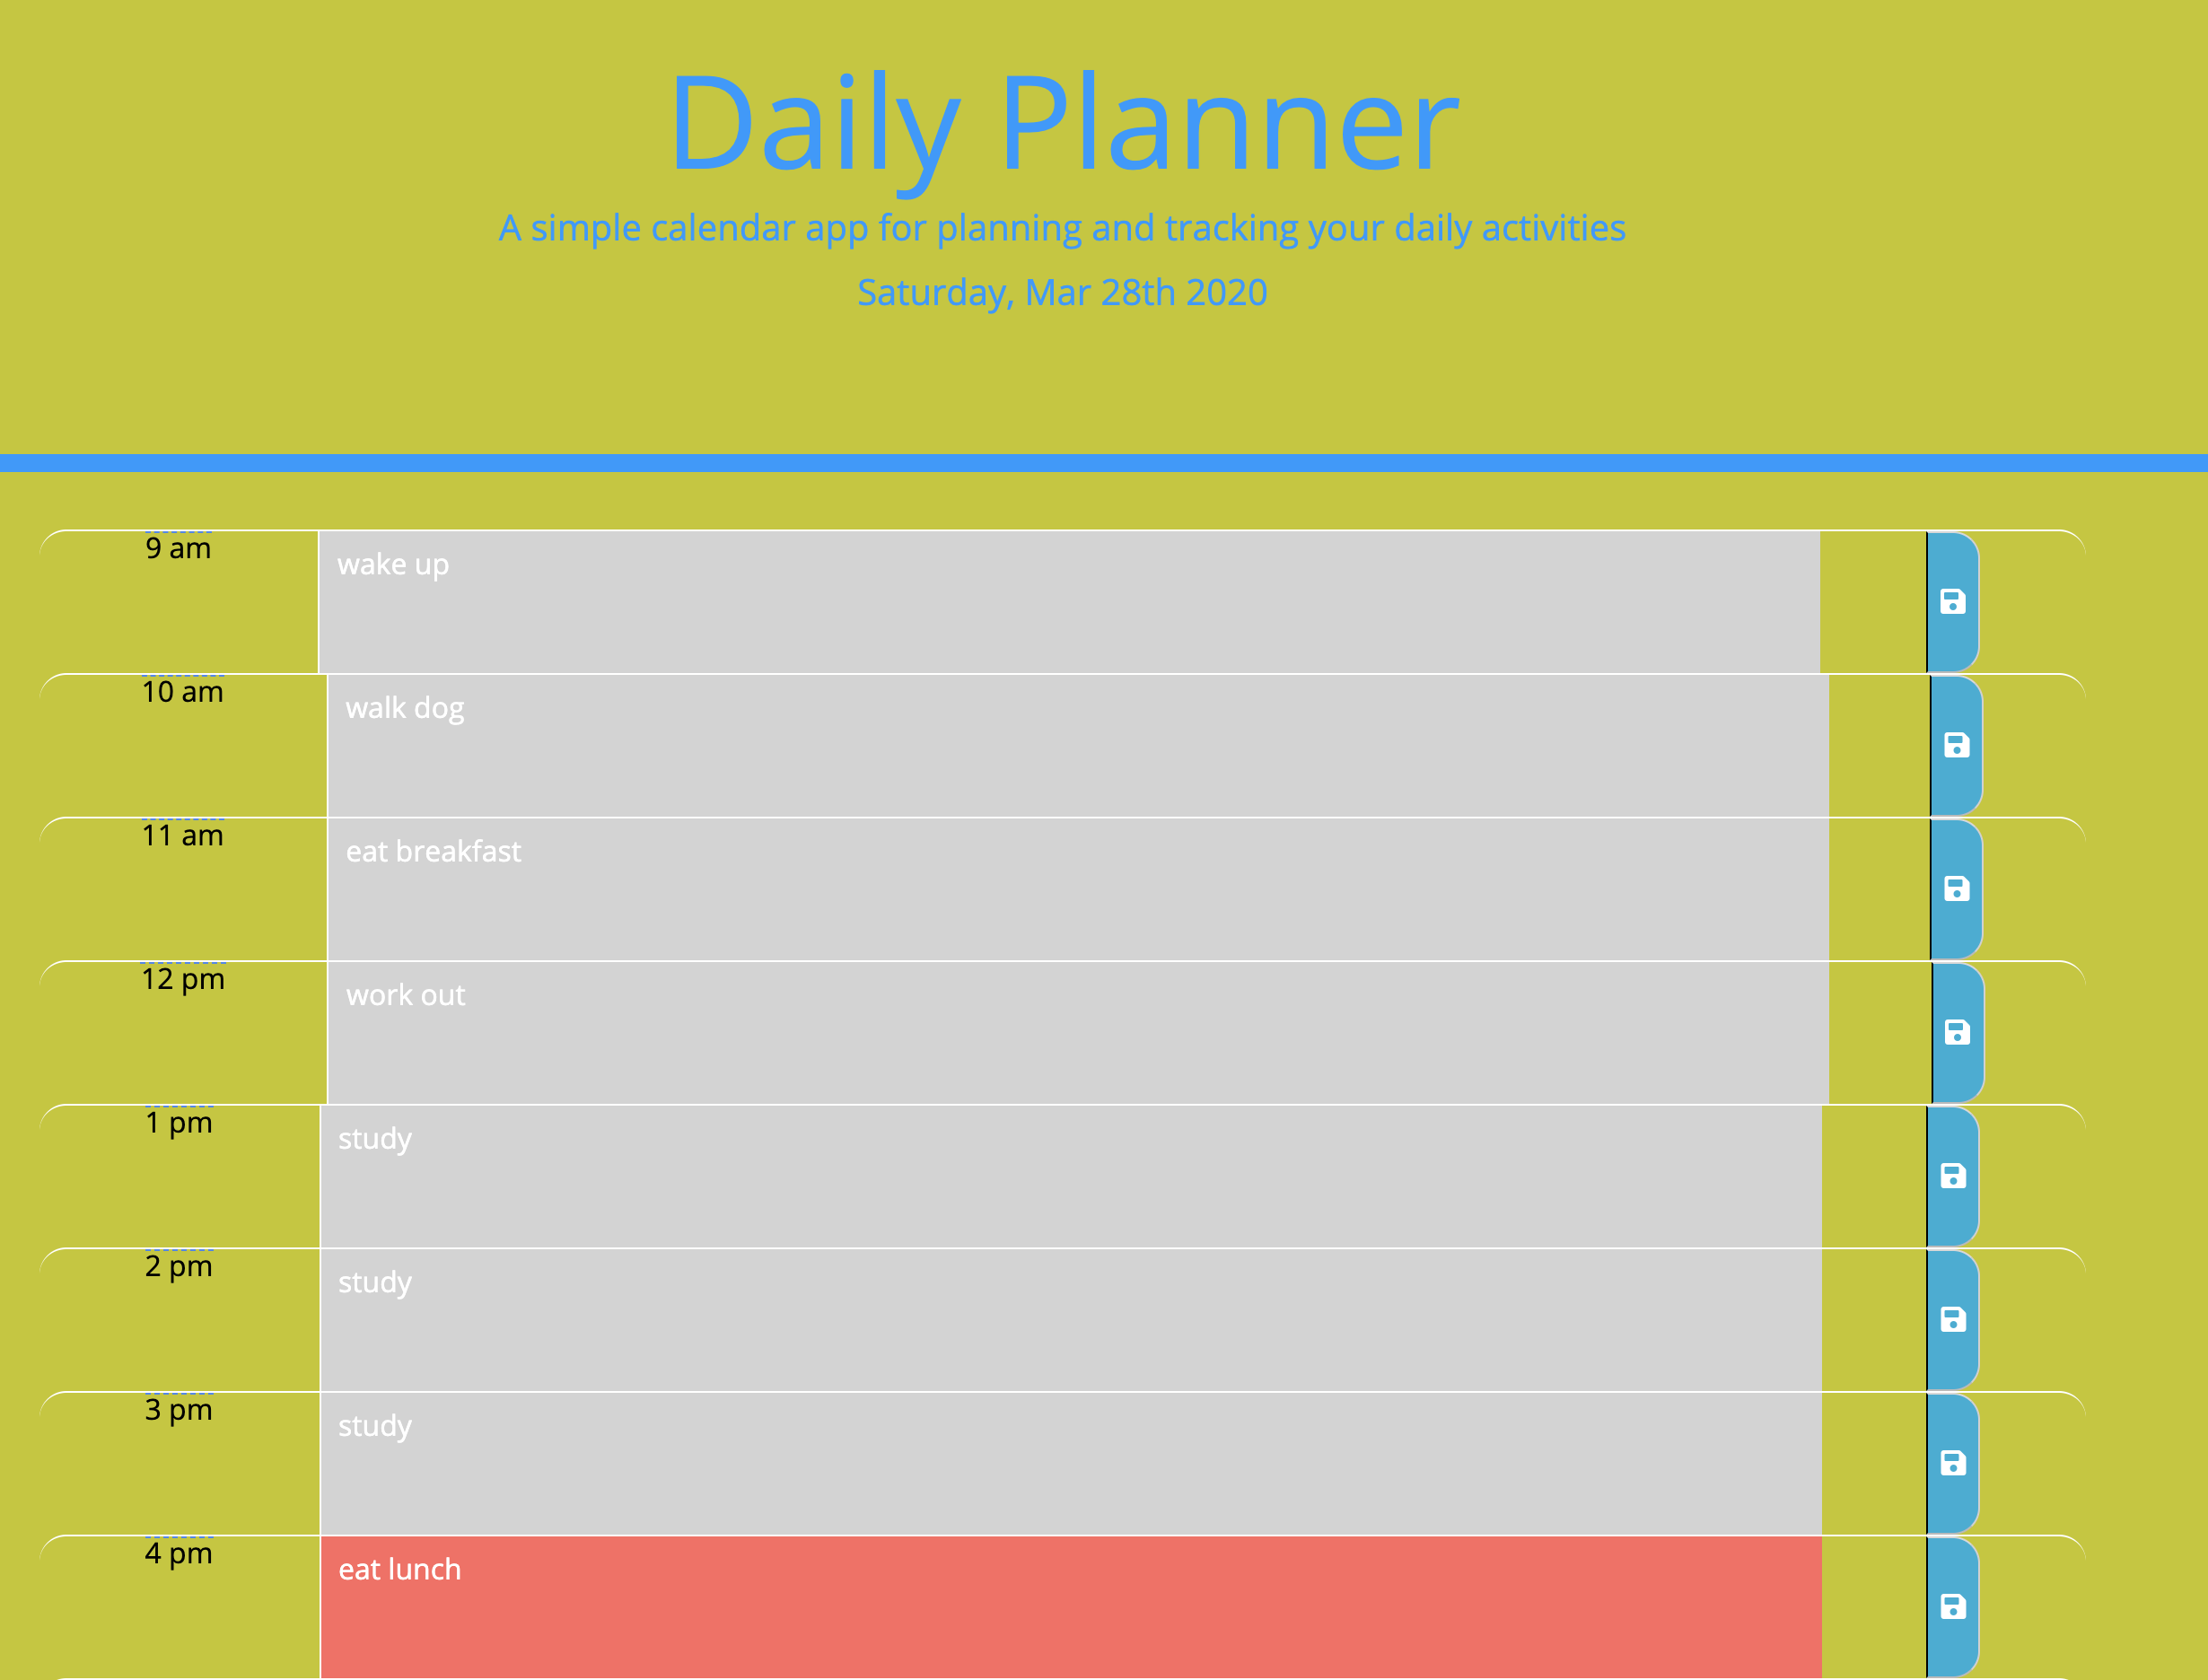 Daily Planner
A simple calendar app for planning and tracking your daily activities
Saturday, Mar 28th 2020
9 am
wake up
10 am
walk dog
11 am
eat breakfast
12 pm
work out
1 pm
study
2 pm
study
3 pm
study
4 pm
eat lunch